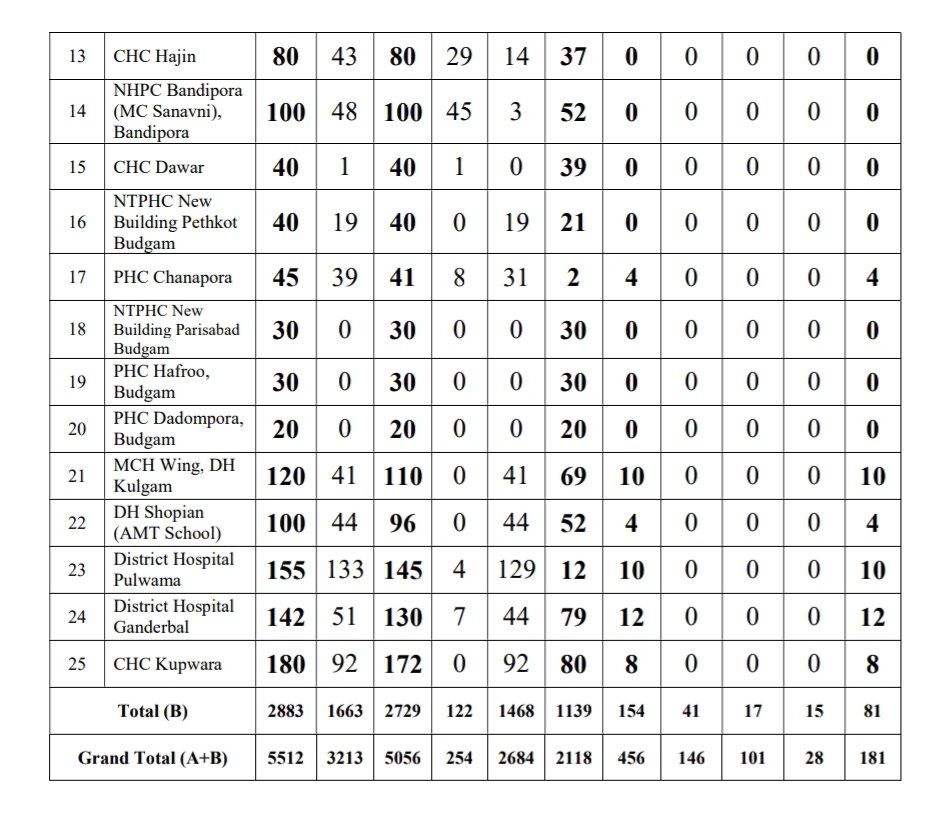 13 CHC Hajin 80 43 80 29 14 37 0 0 0 0 0
NHPC Bandipora
14 (MC Sanavni), 100 48 100 45 3 52 0 0 0 0 0
Bandipora
15 CHC Dawar 40 1 40 1 0 39 0 0 0 0 0
NTPHC New
16 Building Pethkot 40 19 40 0 19 21 0 0 0 0 0
Budgam
17 PHC Chanapora 45 39 41 8 31 2 4 0 0 0 4
NTPHC New
18 Building Parisabad 30 0 30 0 0 30 0 0 0 0 0
Budgam
19 PHC Hafroo, 30 0 30 0 0 30 0 0 0 0 0
Budgam
20 PHC Dadompora, 20 0 20 0 0 20 0 0 0 0 0
Budgam
21 MCH Wing, DH 120 41 110 0 41 69 10 0 0 0 10
Kulgam
22 DH Shopian 100 44 96 0 44 52 4 0 0 0 4
(AMT School)
23 District Hospital 155 133 145 4 129 12 10 0 0 0 10
Pulwama
24 District Hospital 142 51 130 7 44 79 12 0 0 0 12
Ganderbal
25 CHC Kupwara 180 92 172 0 92 80 8 0 0 0 8
Total (B) 2883 1663 2729 122 1468 1139 154 41 17 15 81
Grand Total (A+B) 5512 3213 5056 254 2684 2118 456 146 101 28 181